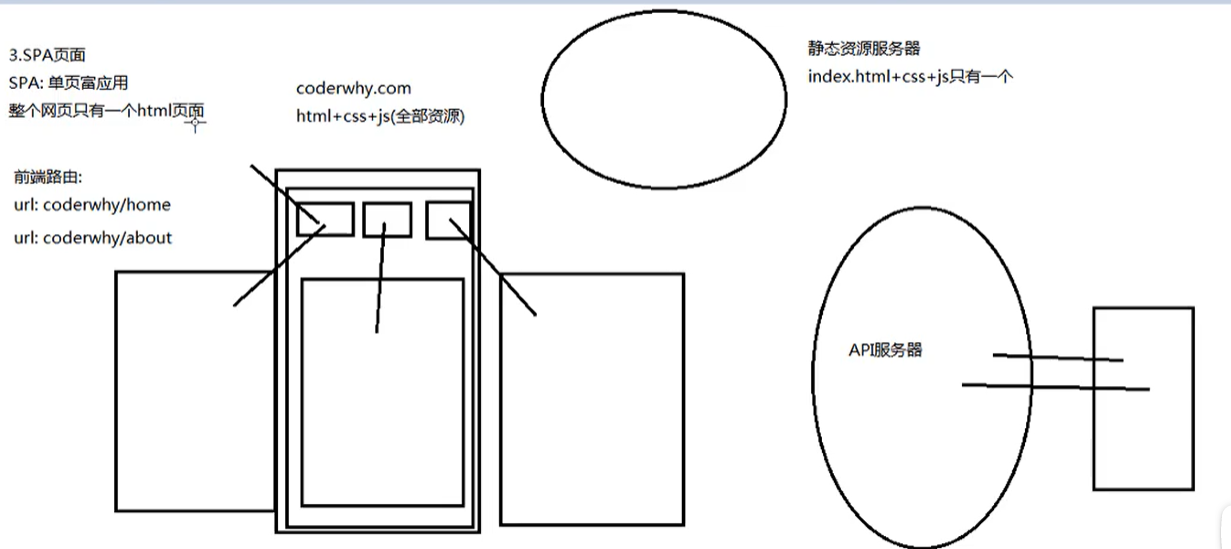 3.SPA页面
SPA: 单页富应用
整个网页只有一个html页面
coderwhy.com
html+css+js(全部资源)
静态资源服务器
index.html+css+js只有一个
前端路由:
url: coderwhy/home
url: coderwhy/about
API服务器